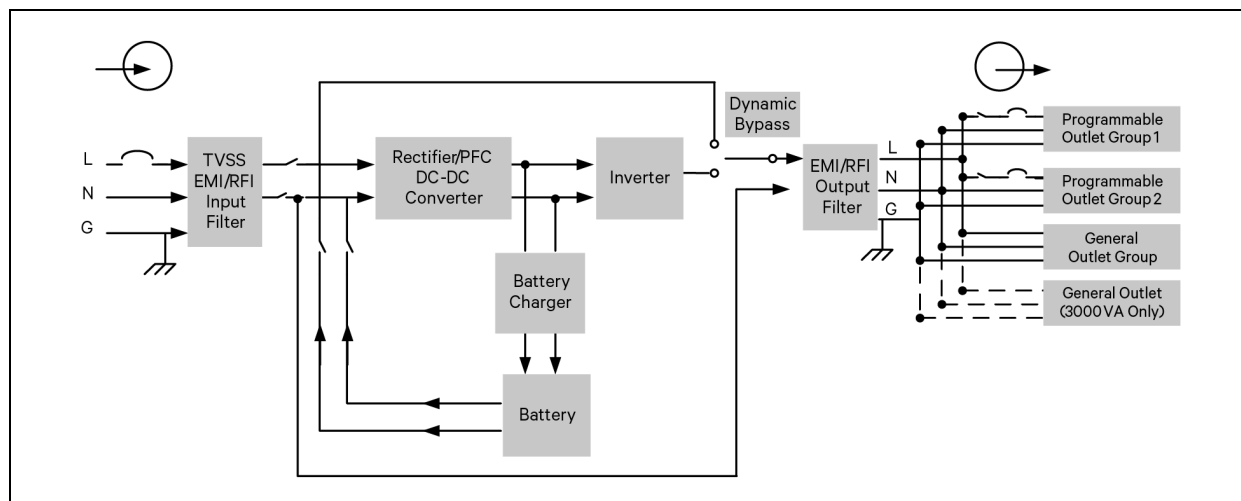 Dynamic
Bypass
L
N
G
TVSS
EMI/RFI
Input
Filter
Rectifier/PFC
DC-DC
Converter
Inverter
Battery
Charger
Battery
EMI/RFI
Output
Filter
L
N
G
Programmable
Outlet Group 1
Programmable
Outlet Group 2
General
Outlet Group
General Outlet
(3000 VA Only)